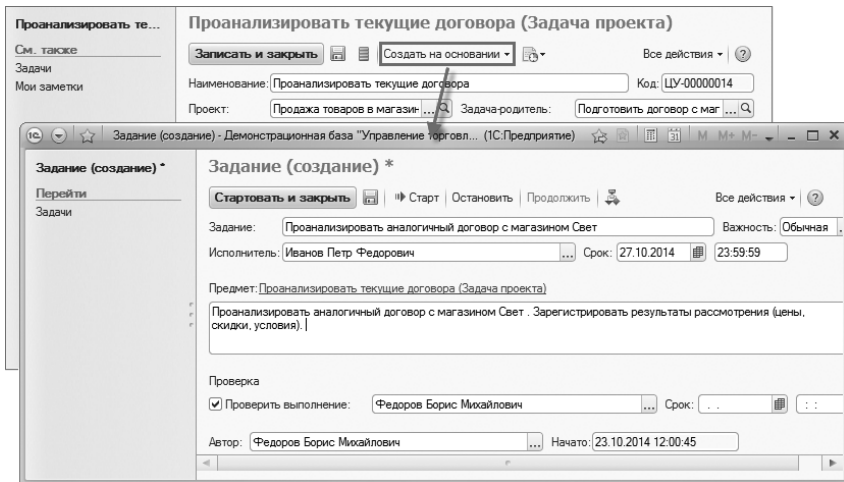 Проанализировать те...
См. также
Задачи
Мои заметки
Проанализировать текущие договора (Задача проекта)
Записать и закрыть Создать на основании Все действия
Наименование: Проанализировать текущие договора Код: ЦУ-00000014
Проект: Продажа товаров в магазин ... Задача-родитель: Подготовить договор с маг ...
Задание (создание) - Демонстрационная база "Управление торговл... (1С:Предприятие) M M+ M-
Задание (создание) *
Перейти
Задачи
Задание (создание) *
Стартовать и закрыть Старт Остановить Продолжить Все действия
Задание: Проанализировать аналогичный договор с магазином Свет Важность: Обычная
Исполнитель: Иванов Петр Федорович ... Срок: 27.10.2014 23:59:59
Предмет: Проанализировать текущие договора (Задача проекта)
Проанализировать аналогичный договор с магазином Свет . Зарегистрировать результаты рассмотрения (цены,
скидки, условия).
Проверка
Проверить выполнение: Федоров Борис Михайлович ... Срок: . . : :
Автор: Федоров Борис Михайлович ... Начато: 23.10.2014 12:00:45